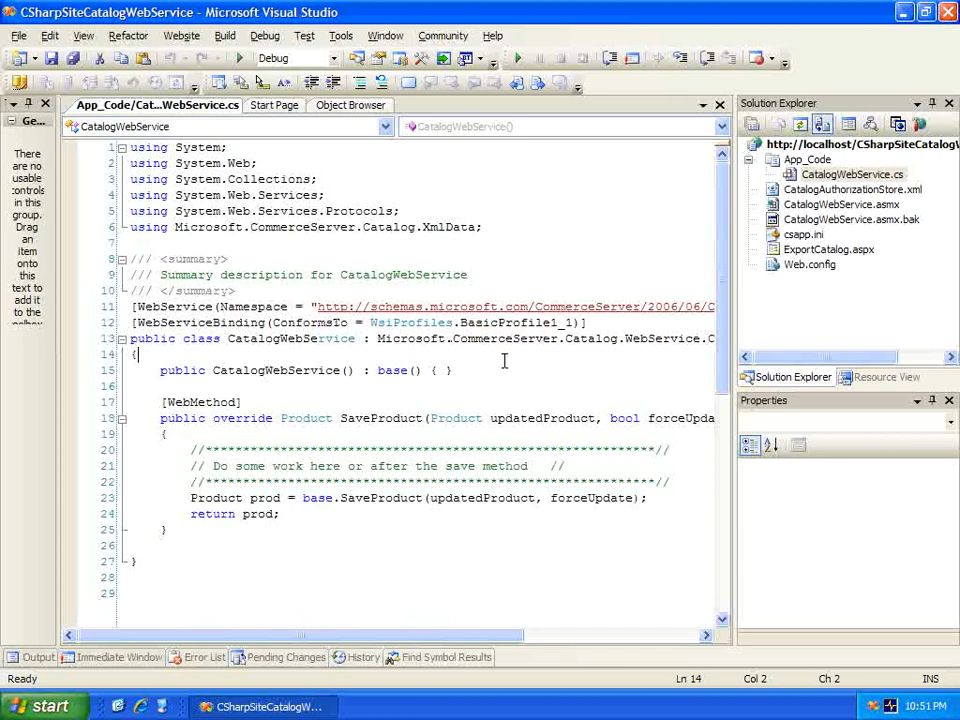 CSharpSiteCatalogWebService - Microsoft Visual Studio
File Edit View Refactor Website Build Debug Test Tools Window Community Help
Debug
App_Code/Cat...WebService.cs Start Page Object Browser
CatalogWebService CatalogWebService()
Ge...
There are no usable controls in this group. Drag an item onto this text to add it to the toolbox.
1 using System;
2 using System.Web;
3 using System.Collections;
4 using System.Web.Services;
5 using System.Web.Services.Protocols;
6 using Microsoft.CommerceServer.Catalog.XmlData;
7
8 /// <summary>
9 /// Summary description for CatalogWebService
10 /// </summary>
11 [WebService(Namespace = "http://schemas.microsoft.com/CommerceServer/2006/06/C
12 [WebServiceBinding(ConformsTo = WsiProfiles.BasicProfile1_1)]
13 public class CatalogWebService : Microsoft.CommerceServer.Catalog.WebService.C
14 {
15 public CatalogWebService() : base() { }
16
17 [WebMethod]
18 public override Product SaveProduct(Product updatedProduct, bool forceUpda
19 {
20 //************************************************************//
21 // Do some work here or after the save method //
22 //************************************************************//
23 Product prod = base.SaveProduct(updatedProduct, forceUpdate);
24 return prod;
25 }
26
27 }
28
29
Solution Explorer
http://localhost/CSharpSiteCatalogW
App_Code
CatalogWebService.cs
CatalogAuthorizationStore.xml
CatalogWebService.asmx
CatalogWebService.asmx.bak
csapp.ini
ExportCatalog.aspx
Web.config
Solution Explorer Resource View
Properties
Output Immediate Window Error List Pending Changes History Find Symbol Results
Ready Ln 14 Col 2 Ch 2 INS
start CSharpSiteCatalogW... 10:51 PM